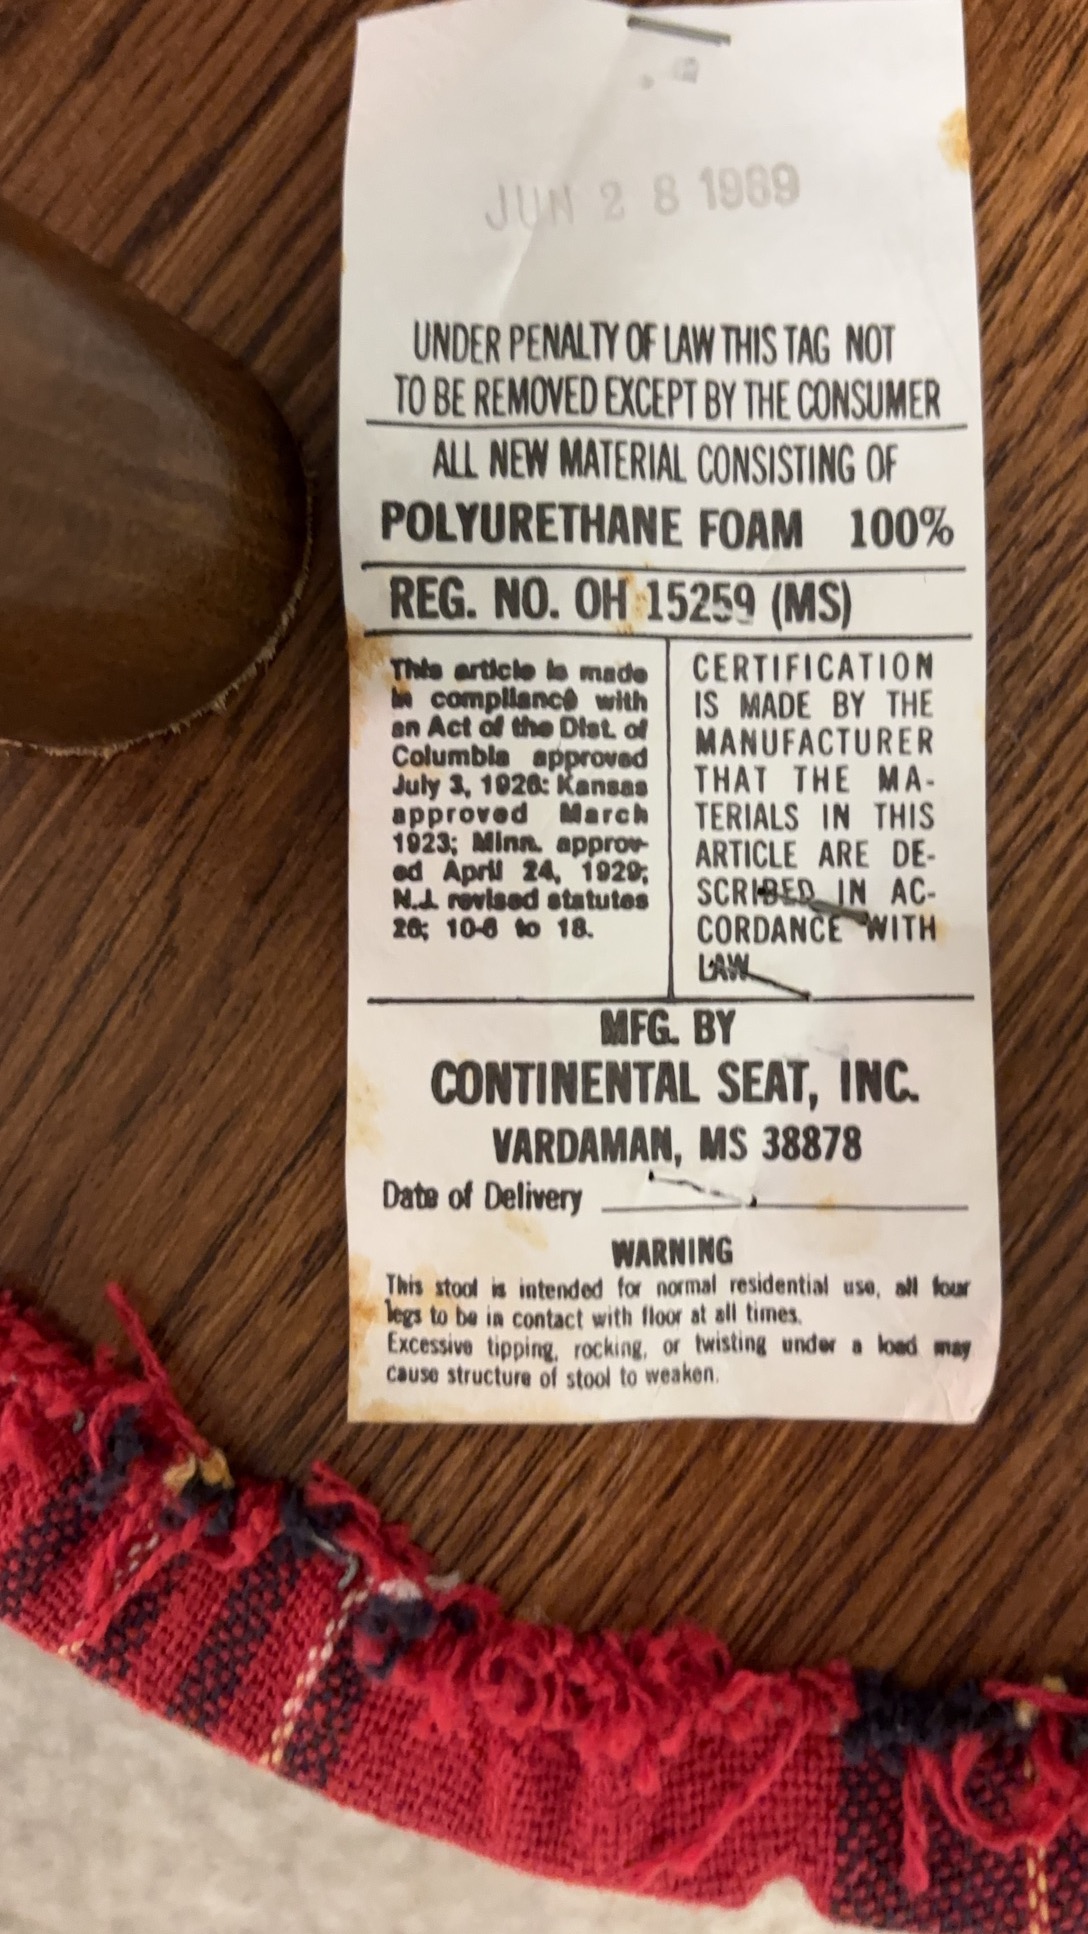 JUN 28 1989
UNDER PENALTY OF LAW THIS TAG NOT
TO BE REMOVED EXCEPT BY THE CONSUMER
ALL NEW MATERIAL CONSISTING OF
POLYURETHANE FOAM 100%
REG. NO. OH 15259 (MS)
This article is made
in compliance with
an Act of the Dist. of
Columbia approved
July 3, 1926: Kansas
approved March
1923; Minn. approv-
ed April 24, 1929;
N.J. revised statutes
26; 10-6 to 18.
CERTIFICATION
IS MADE BY THE
MANUFACTURER
THAT THE MA-
TERIALS IN THIS
ARTICLE ARE DE-
SCRIBED IN AC-
CORDANCE WITH
LAW
MFG. BY
CONTINENTAL SEAT, INC.
VARDAMAN, MS 38878
Date of Delivery
WARNING
This stool is intended for normal residential use, all four
legs to be in contact with floor at all times.
Excessive tipping, rocking, or twisting under a load may
cause structure of stool to weaken.